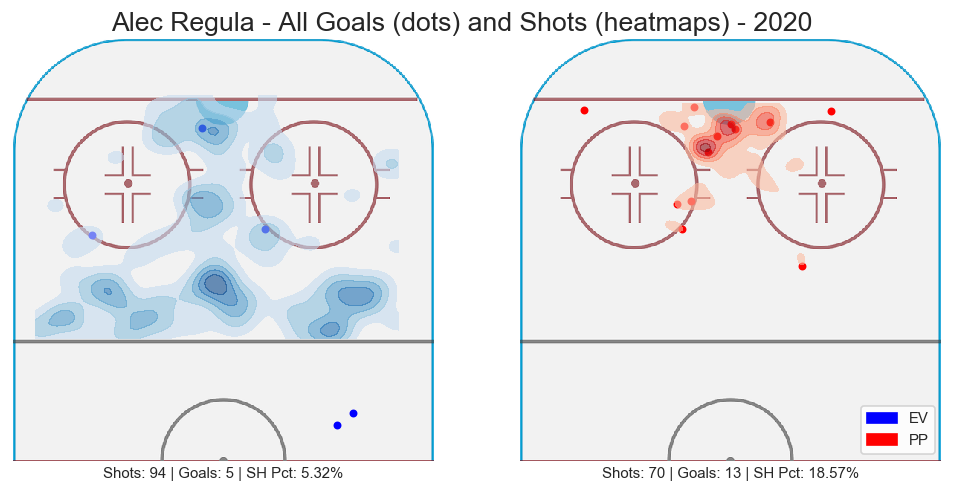 Alec Regula - All Goals (dots) and Shots (heatmaps) - 2020
EV
PP
Shots: 94 | Goals: 5 | SH Pct: 5.32%
Shots: 70 | Goals: 13 | SH Pct: 18.57%